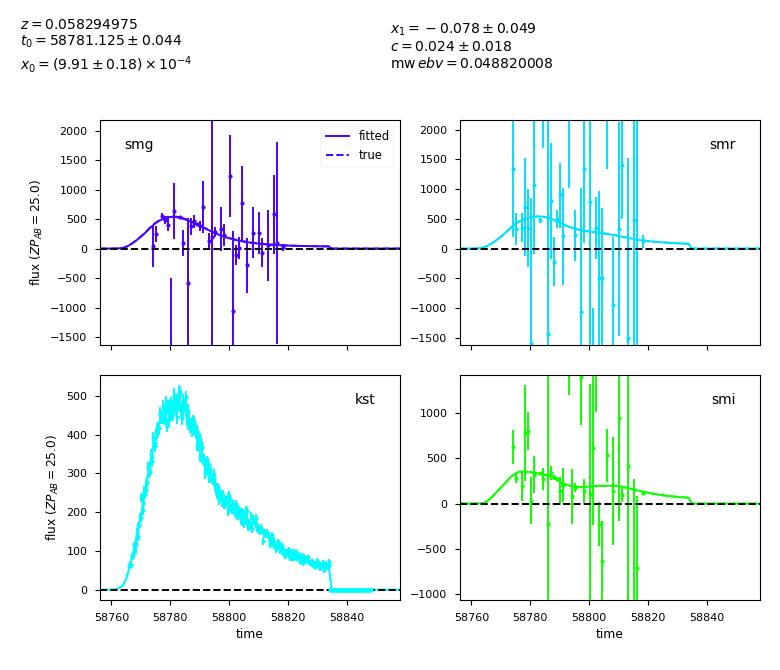 z = 0.058294975
t₀ = 58781.125 ± 0.044
x₀ = (9.91 ± 0.18) × 10⁻⁴
x₁ = −0.078 ± 0.049
c = 0.024 ± 0.018
mw ebv = 0.048820008
smg
fitted
true
flux (ZP_AB = 25.0)
2000
1500
1000
500
0
−500
−1000
−1500
smr
2000
1500
1000
500
0
−500
−1000
−1500
kst
flux (ZP_AB = 25.0)
500
400
300
200
100
0
58760 58780 58800 58820 58840
time
smi
1000
500
0
−500
−1000
58760 58780 58800 58820 58840
time